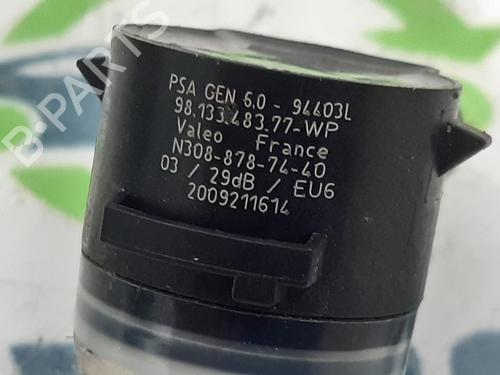 PSA GEN 6.0 - 94403L
98.133.483.77-WP
Valeo France
N308-878-74-40
03 / 29dB / EU6
2009211614
B-PARTS